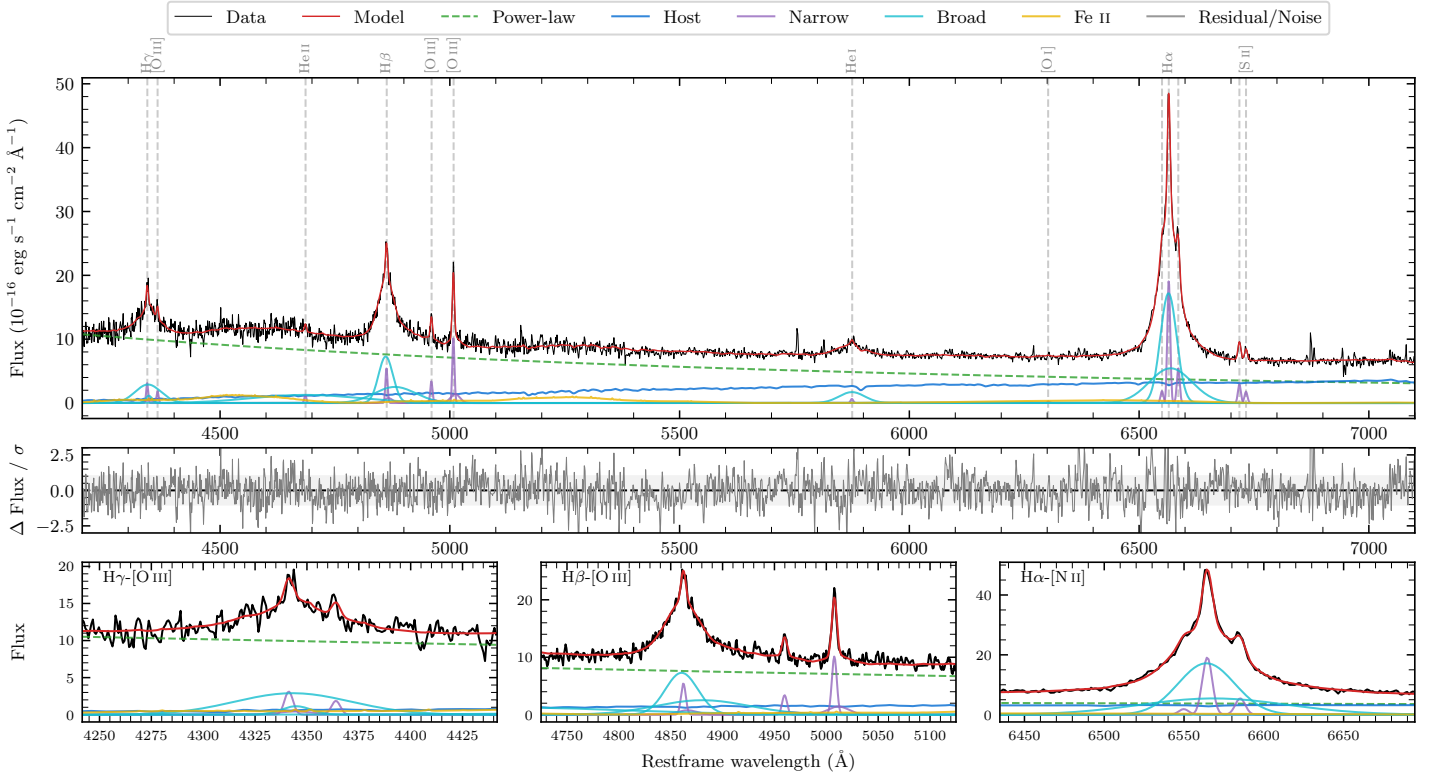 Data Model Power-law Host Narrow Broad Fe II Residual/Noise
Hγ [O III] He II Hβ [O III] [O III] He I [O I] Hα [S II]
Flux (10⁻¹⁶ erg s⁻¹ cm⁻² Å⁻¹)
50
40
30
20
10
0
4500 5000 5500 6000 6500 7000
Δ Flux / σ
2.5
0.0
−2.5
4500 5000 5500 6000 6500 7000
Flux
Hγ-[O III]
20
15
10
5
0
4250 4275 4300 4325 4350 4375 4400 4425
Hβ-[O III]
20
10
0
4750 4800 4850 4900 4950 5000 5050 5100
Hα-[N II]
40
20
0
6450 6500 6550 6600 6650
Restframe wavelength (Å)